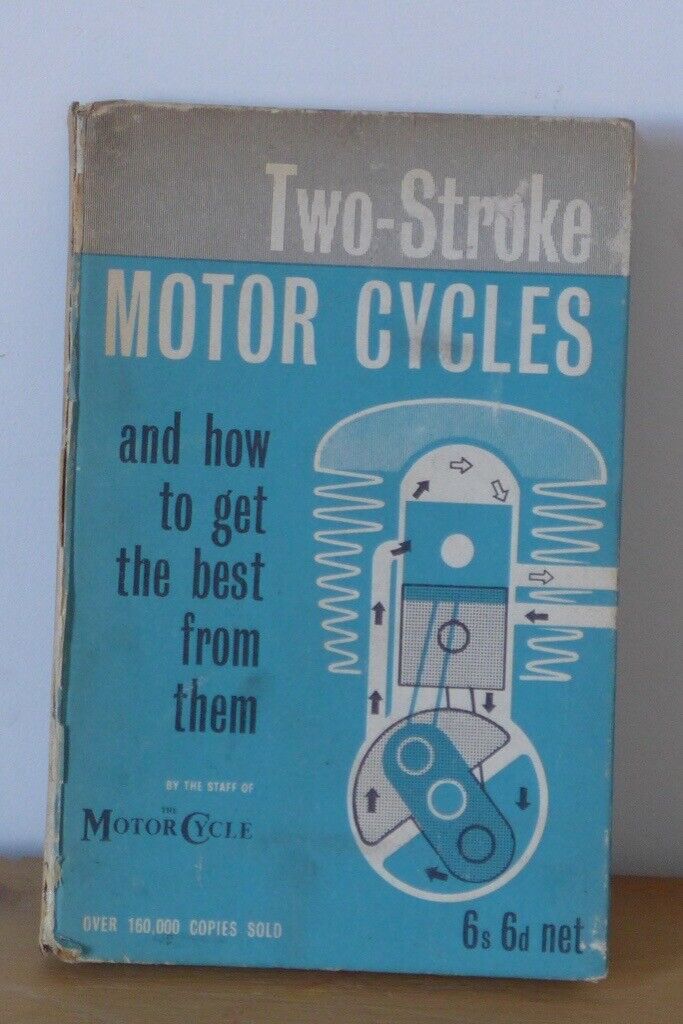 Two-Stroke
MOTOR CYCLES
and how
to get
the best
from
them
BY THE STAFF OF
THE
MOTOR CYCLE
OVER 160,000 COPIES SOLD
6s 6d net